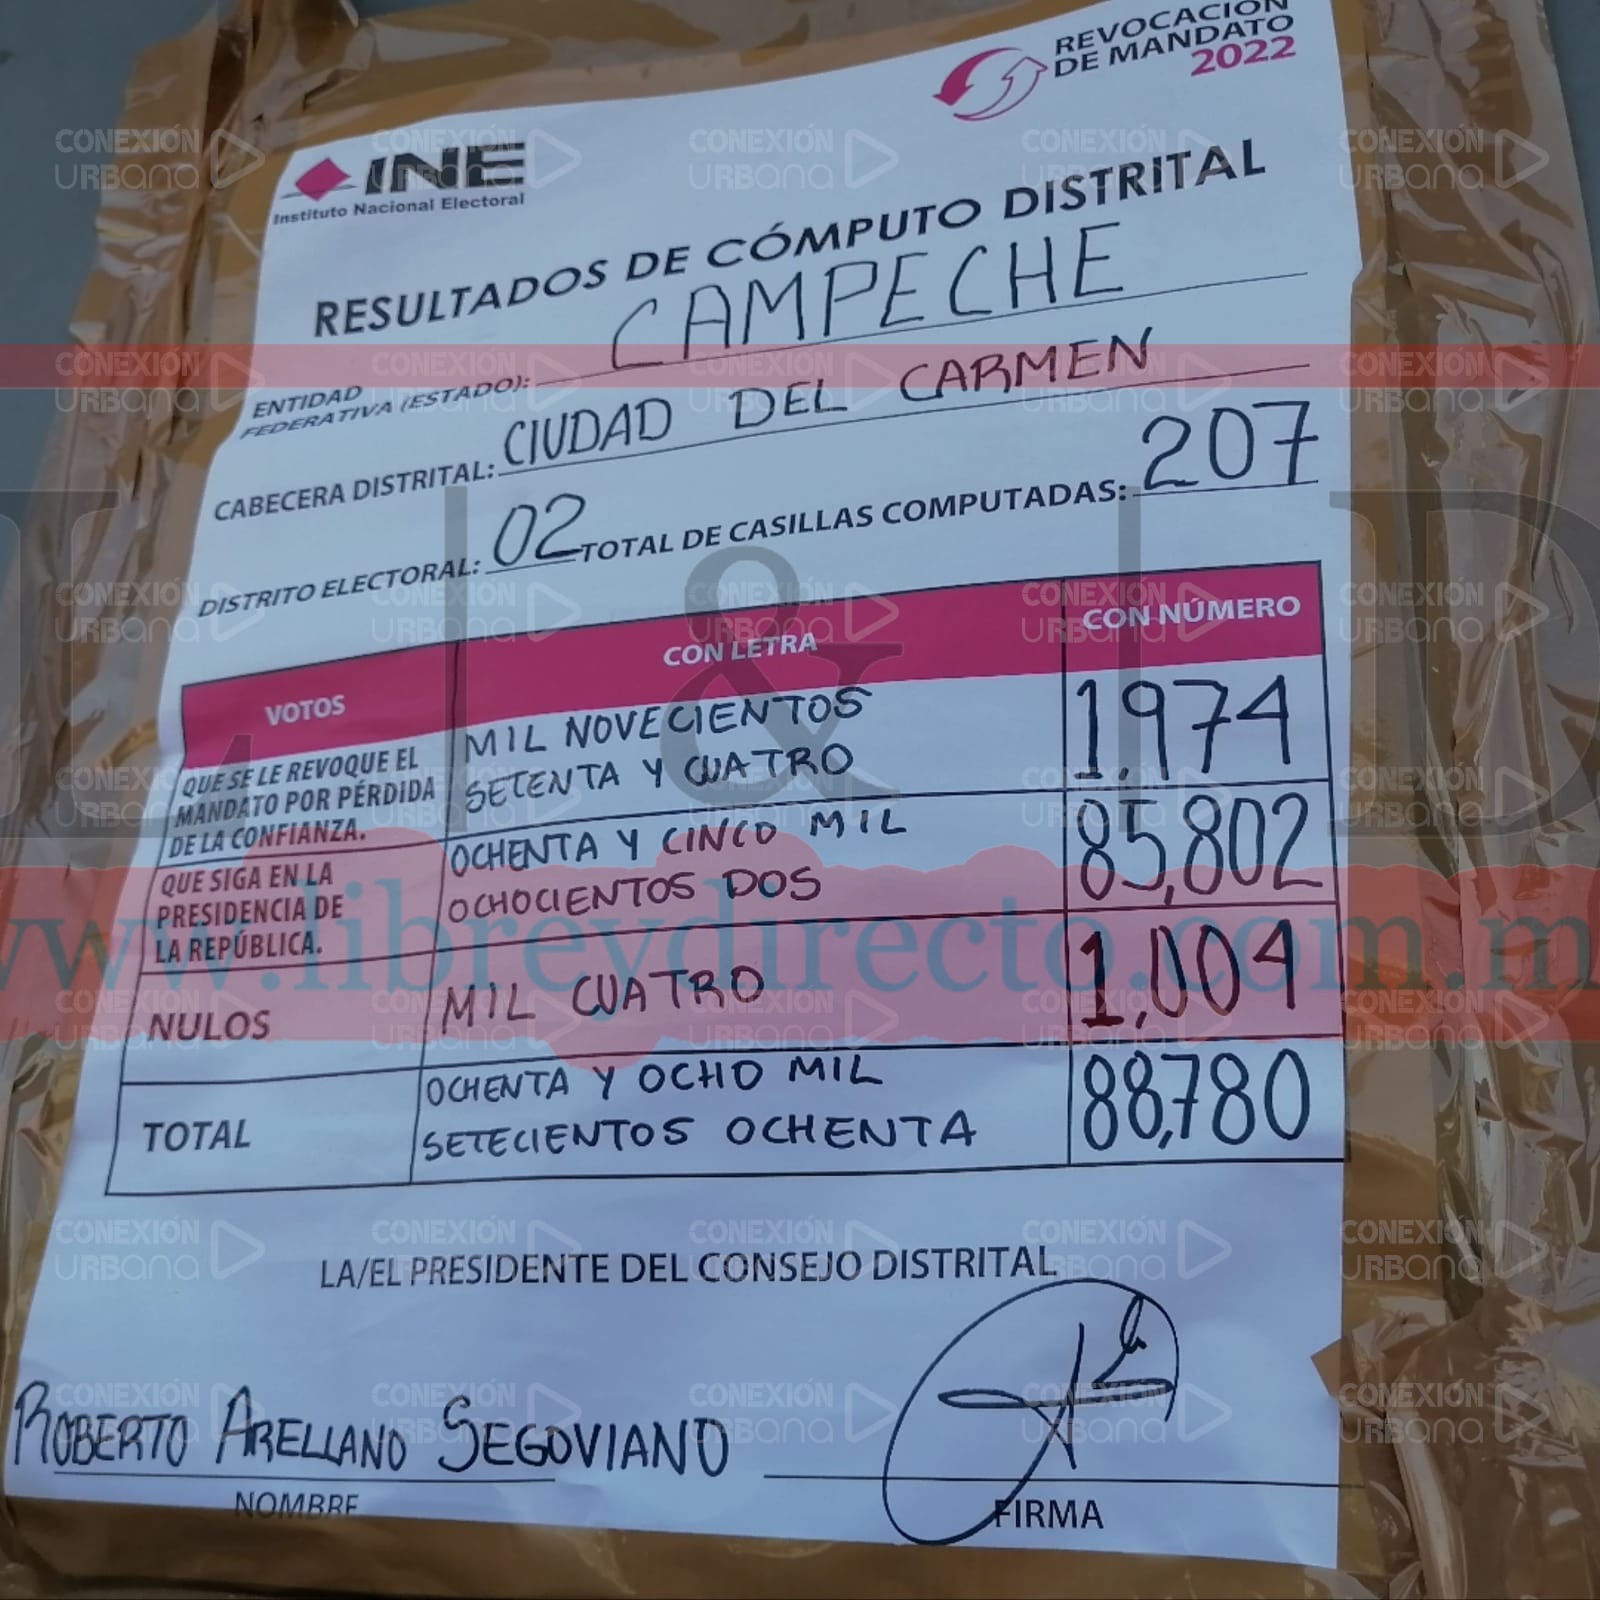 REVOCACIÓN
DE MANDATO
2022
INE
Instituto Nacional Electoral
RESULTADOS DE CÓMPUTO DISTRITAL
ENTIDAD
FEDERATIVA (ESTADO): CAMPECHE
CABECERA DISTRITAL: CIUDAD DEL CARMEN
DISTRITO ELECTORAL: 02 TOTAL DE CASILLAS COMPUTADAS: 207
VOTOS CON LETRA CON NÚMERO
QUE SE LE REVOQUE EL
MANDATO POR PÉRDIDA
DE LA CONFIANZA.
MIL NOVECIENTOS
SETENTA Y CUATRO
1,974
QUE SIGA EN LA
PRESIDENCIA DE
LA REPÚBLICA.
OCHENTA Y CINCO MIL
OCHOCIENTOS DOS
85,802
NULOS MIL CUATRO 1,004
TOTAL
OCHENTA Y OCHO MIL
SETECIENTOS OCHENTA
88,780
LA/EL PRESIDENTE DEL CONSEJO DISTRITAL
ROBERTO ARELLANO SEGOVIANO
NOMBRE FIRMA
CONEXIÓN
URBana
L & D
www.libreydirecto.com.m